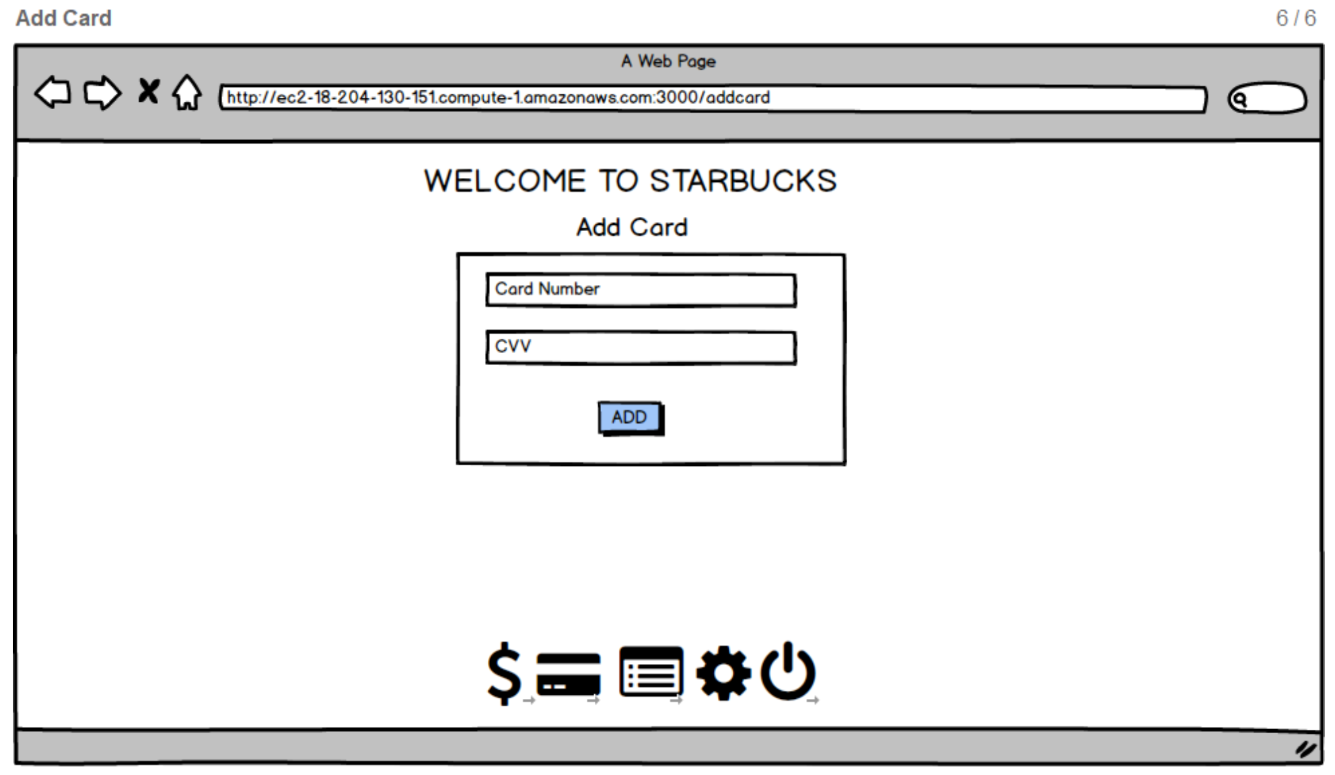 Add Card
6 / 6
A Web Page
http://ec2-18-204-130-151.compute-1.amazonaws.com:3000/addcard
WELCOME TO STARBUCKS
Add Card
Card Number
CVV
ADD
$